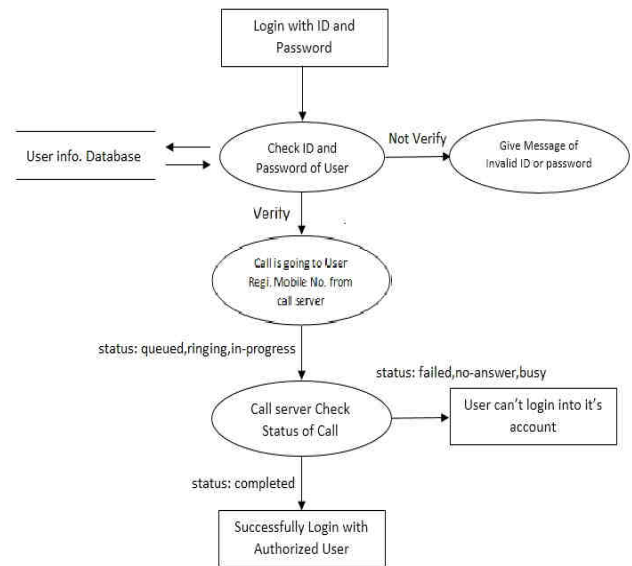 Login with ID and
Password
User info. Database
Check ID and
Password of User
Not Verify
Give Message of
Invalid ID or password
Verify
Call is going to User
Regi. Mobile No. from
call server
status: queued,ringing,in-progress
status: failed,no-answer,busy
Call server Check
Status of Call
User can't login into it's
account
status: completed
Successfully Login with
Authorized User